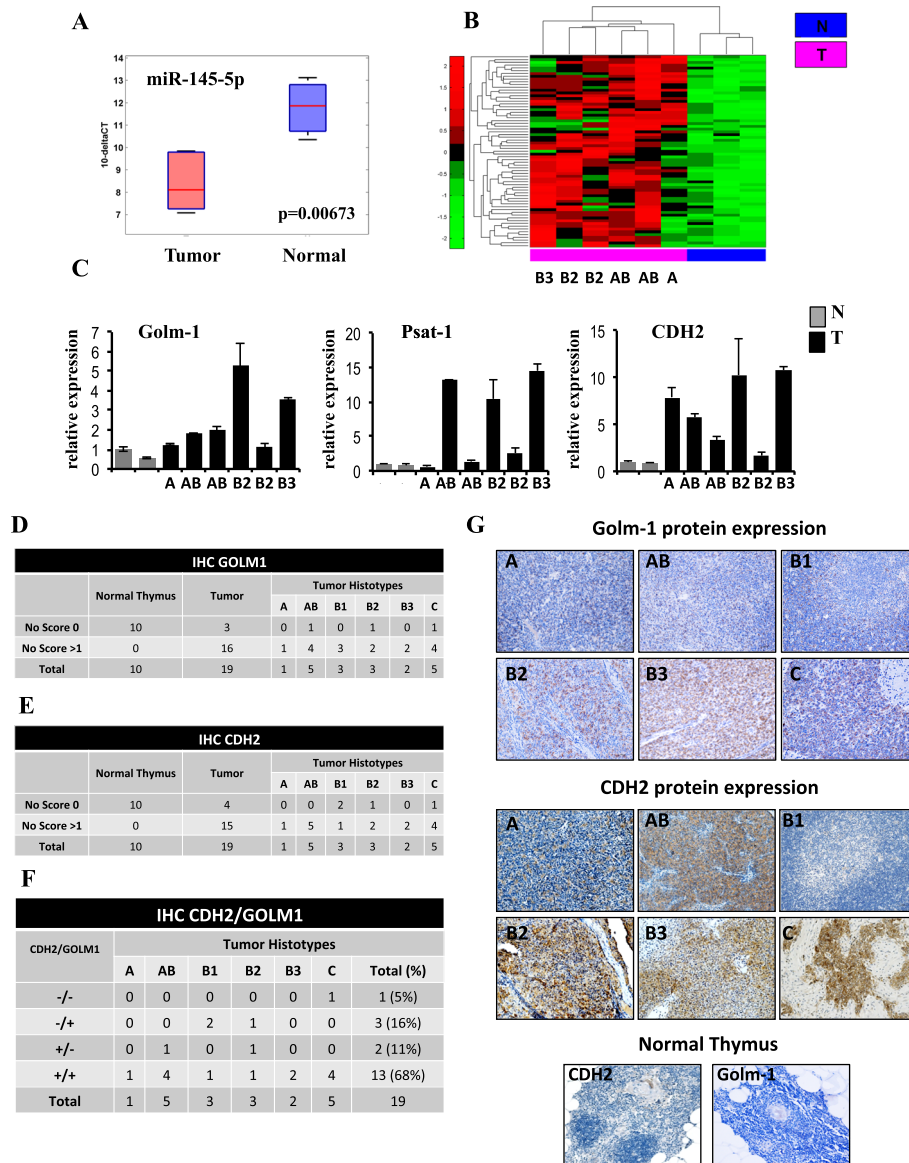 A
14
13
12
11
10
9
8
7
10-deltaCT
miR-145-5p
p=0.00673
Tumor Normal
B
N
T
2
1.5
1
0.5
0
-0.5
-1
-1.5
-2
B3 B2 B2 AB AB A
C
N
T
Golm-1
relative expression
7
6
5
4
3
2
1
0
A AB AB B2 B2 B3
Psat-1
relative expression
20
15
10
5
0
A AB AB B2 B2 B3
CDH2
relative expression
15
10
5
0
A AB AB B2 B2 B3
D
IHC GOLM1
Normal Thymus Tumor Tumor Histotypes
A AB B1 B2 B3 C
No Score 0 10 3 0 1 0 1 0 1
No Score >1 0 16 1 4 3 2 2 4
Total 10 19 1 5 3 3 2 5
E
IHC CDH2
Normal Thymus Tumor Tumor Histotypes
A AB B1 B2 B3 C
No Score 0 10 4 0 0 2 1 0 1
No Score >1 0 15 1 5 1 2 2 4
Total 10 19 1 5 3 3 2 5
F
IHC CDH2/GOLM1
CDH2/GOLM1 Tumor Histotypes
A AB B1 B2 B3 C Total (%)
-/- 0 0 0 0 0 1 1 (5%)
-/+ 0 0 2 1 0 0 3 (16%)
+/- 0 1 0 1 0 0 2 (11%)
+/+ 1 4 1 1 2 4 13 (68%)
Total 1 5 3 3 2 5 19
G
Golm-1 protein expression
A AB B1
B2 B3 C
CDH2 protein expression
A AB B1
B2 B3 C
Normal Thymus
CDH2 Golm-1